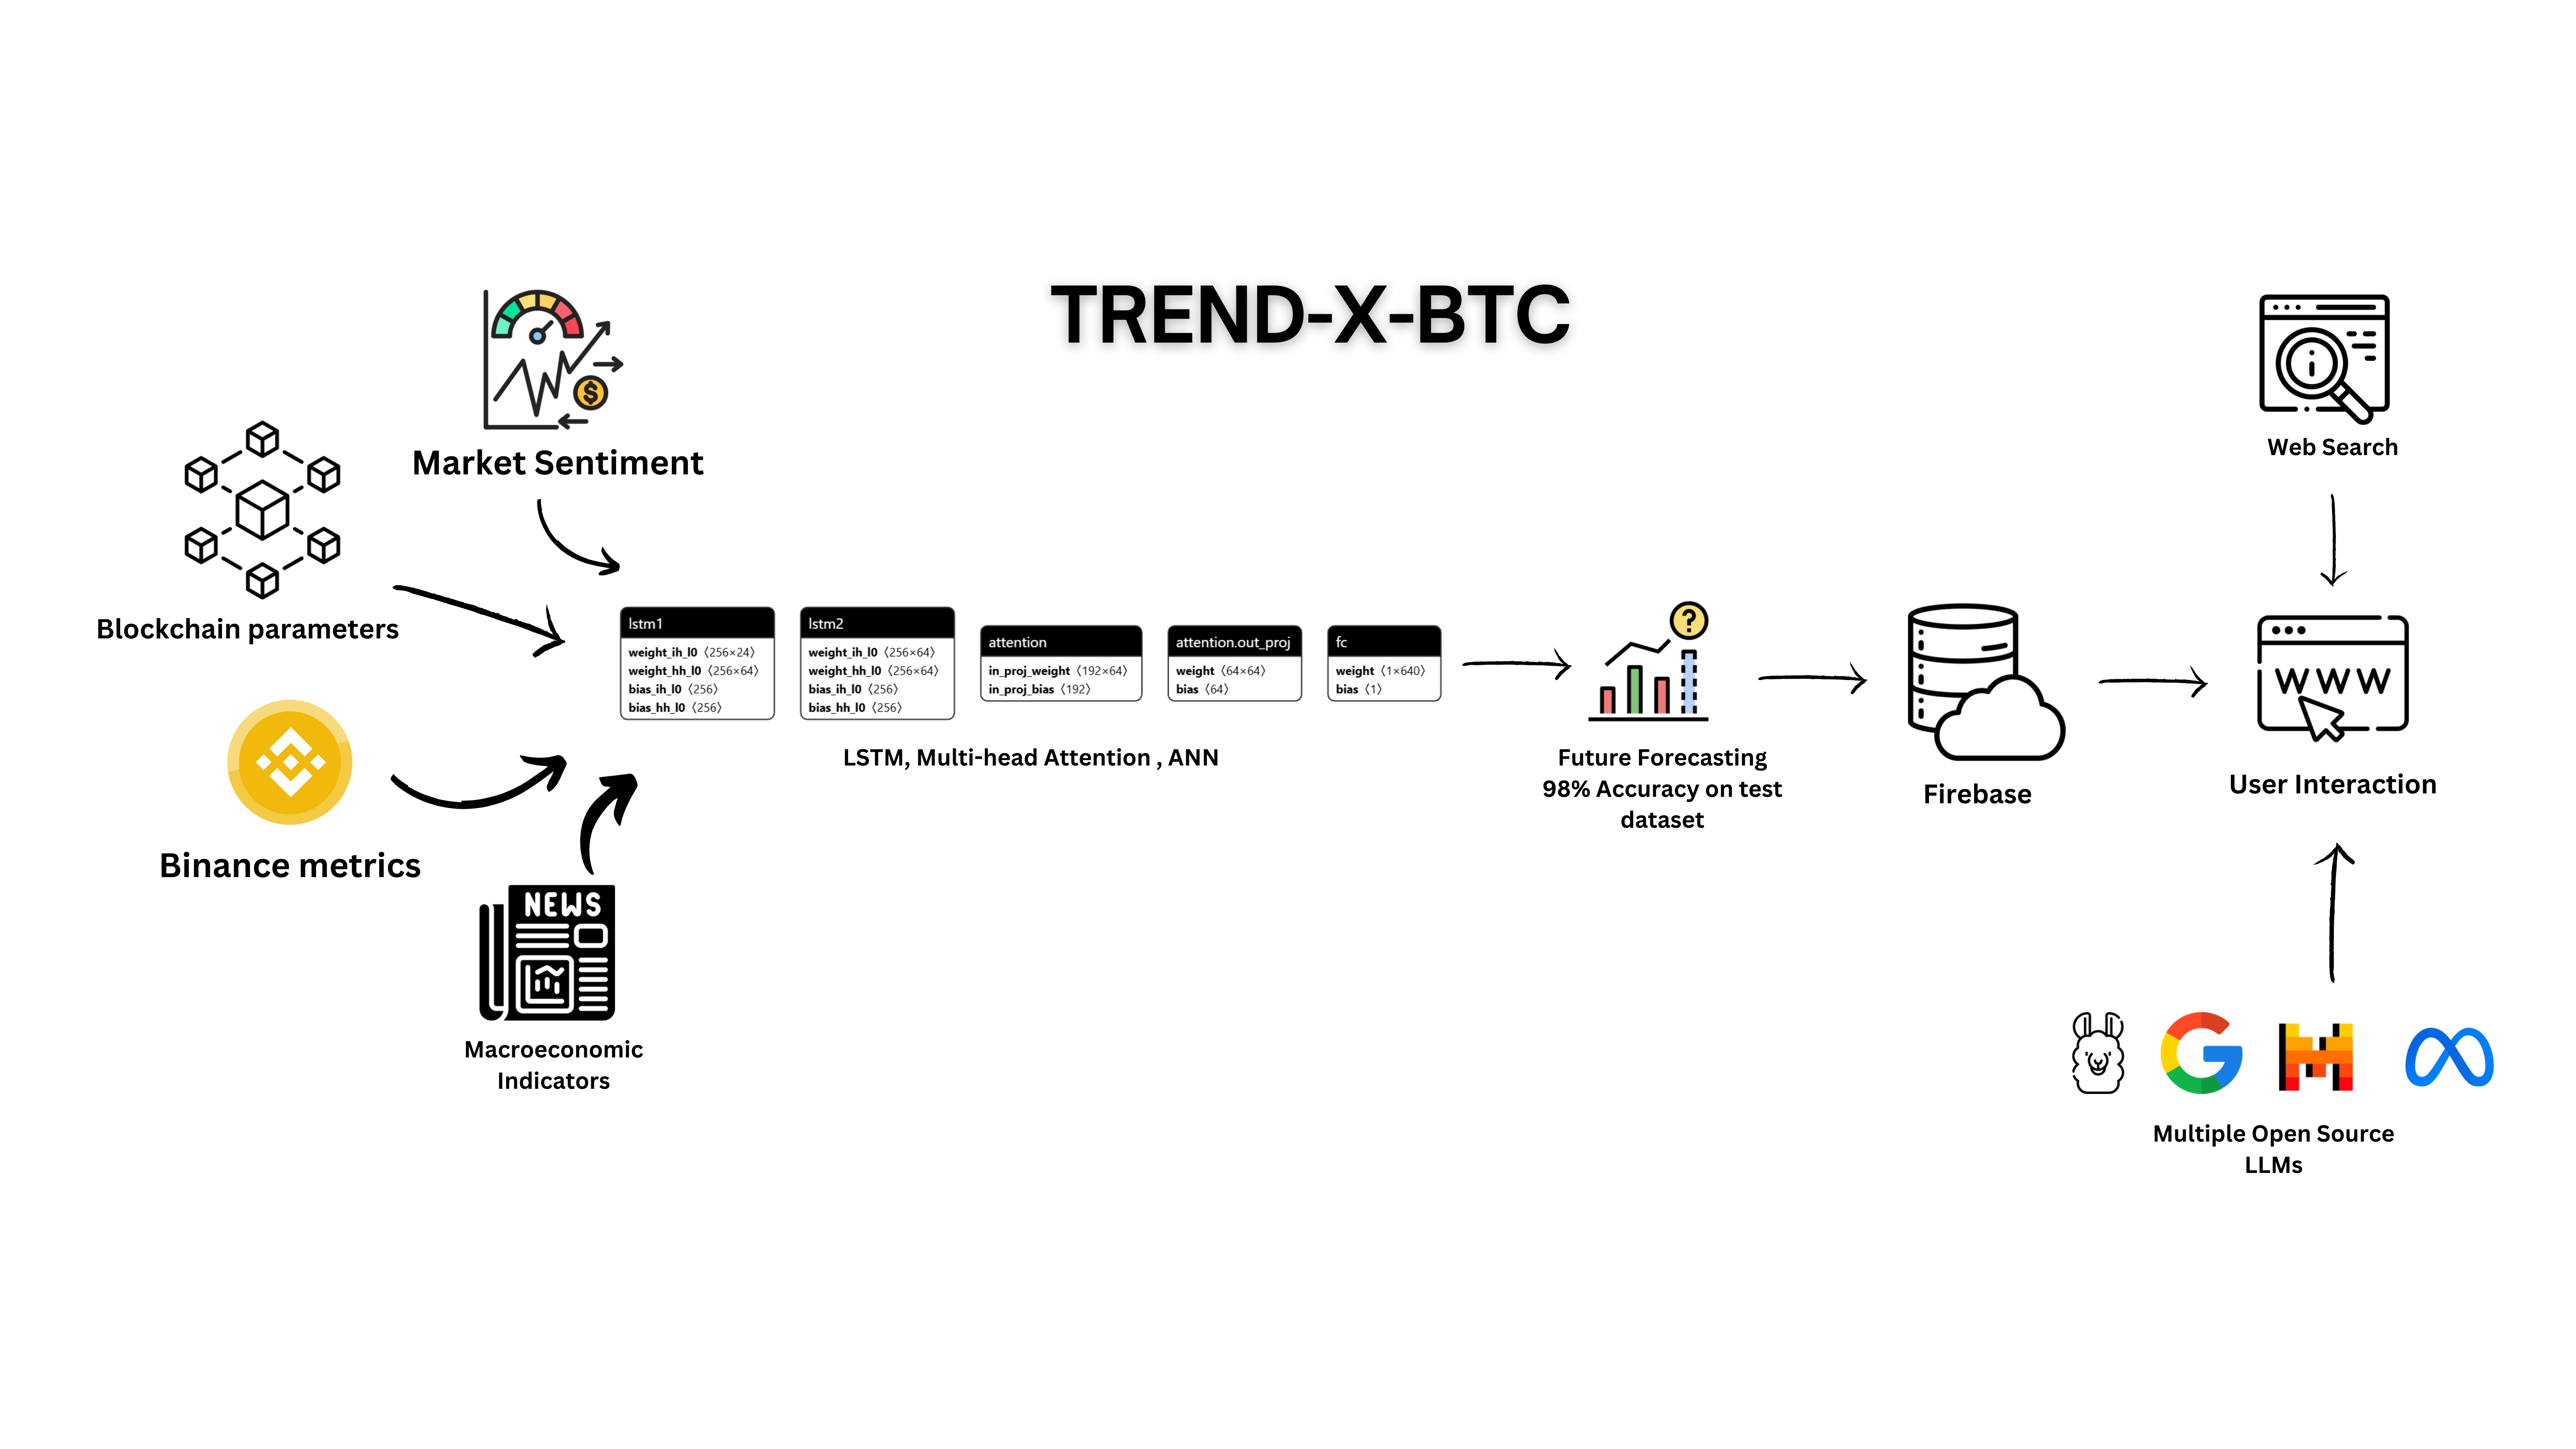 TREND-X-BTC
Market Sentiment
Blockchain parameters
Binance metrics
NEWS
Macroeconomic
Indicators
lstm1
weight_ih_l0 〈256×24〉
weight_hh_l0 〈256×64〉
bias_ih_l0 〈256〉
bias_hh_l0 〈256〉
lstm2
weight_ih_l0 〈256×64〉
weight_hh_l0 〈256×64〉
bias_ih_l0 〈256〉
bias_hh_l0 〈256〉
attention
in_proj_weight 〈192×64〉
in_proj_bias 〈192〉
attention.out_proj
weight 〈64×64〉
bias 〈64〉
fc
weight 〈1×640〉
bias 〈1〉
LSTM, Multi-head Attention , ANN
?
$
Future Forecasting
98% Accuracy on test
dataset
Firebase
i
Web Search
WWW
User Interaction
Multiple Open Source
LLMs